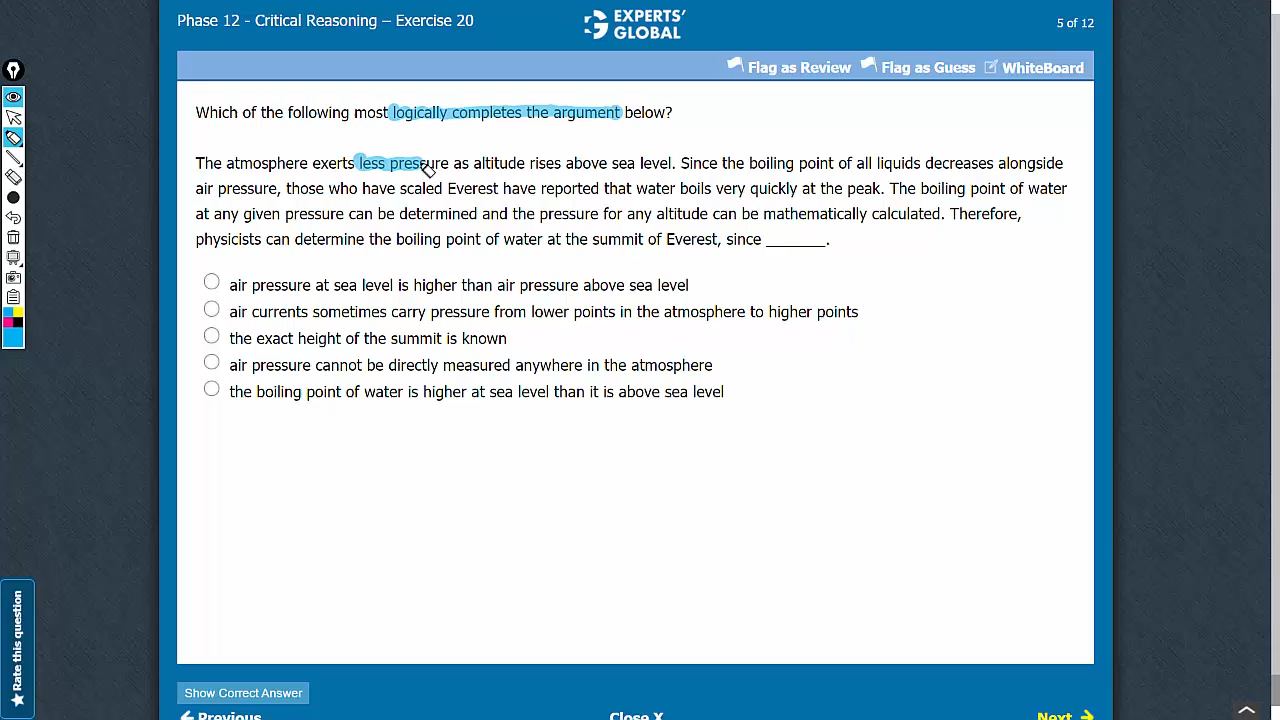 Phase 12 - Critical Reasoning – Exercise 20
EXPERTS'
GLOBAL
5 of 12
Flag as Review
Flag as Guess
WhiteBoard
Which of the following most logically completes the argument below?
The atmosphere exerts less pressure as altitude rises above sea level. Since the boiling point of all liquids decreases alongside
air pressure, those who have scaled Everest have reported that water boils very quickly at the peak. The boiling point of water
at any given pressure can be determined and the pressure for any altitude can be mathematically calculated. Therefore,
physicists can determine the boiling point of water at the summit of Everest, since _______.
air pressure at sea level is higher than air pressure above sea level
air currents sometimes carry pressure from lower points in the atmosphere to higher points
the exact height of the summit is known
air pressure cannot be directly measured anywhere in the atmosphere
the boiling point of water is higher at sea level than it is above sea level
Rate this question
Show Correct Answer
Previous
Close X
Next